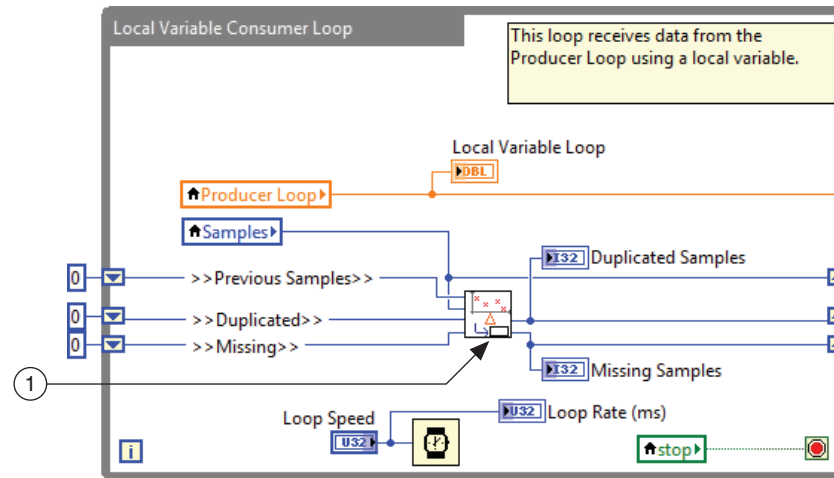 Local Variable Consumer Loop
This loop receives data from the
Producer Loop using a local variable.
Local Variable Loop
DBL
Producer Loop
Samples
I32 Duplicated Samples
0 >>Previous Samples>>
0 >>Duplicated>>
0 >>Missing>>
I32 Missing Samples
1
Loop Speed
U32 Loop Rate (ms)
U32
i
stop